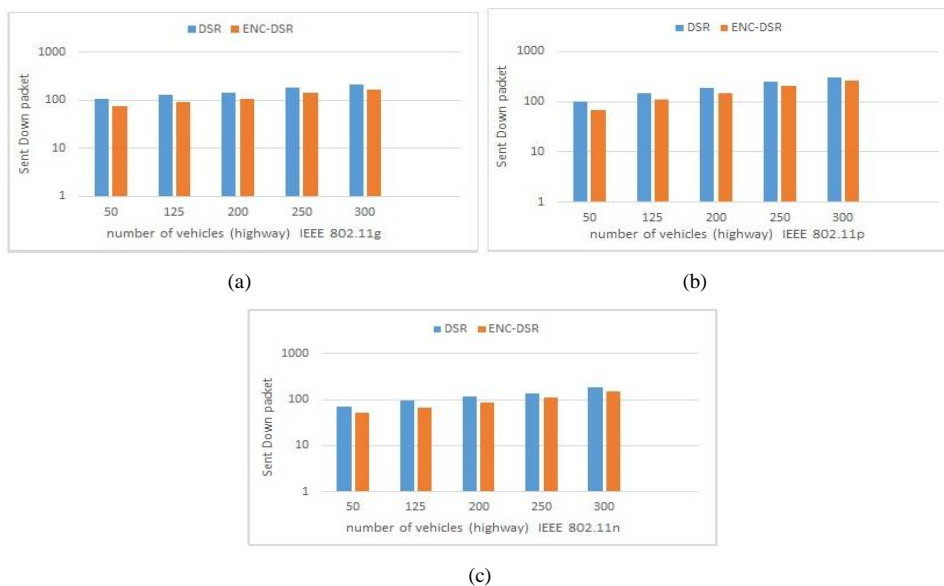 DSR ENC-DSR
1000
100
10
1
Sent Down packet
50 125 200 250 300
number of vehicles (highway) IEEE 802.11g
(a)
DSR ENC-DSR
1000
100
10
1
Sent Down packet
50 125 200 250 300
number of vehicles (highway) IEEE 802.11p
(b)
DSR ENC-DSR
1000
100
10
1
Sent Down packet
50 125 200 250 300
number of vehicles (highway) IEEE 802.11n
(c)